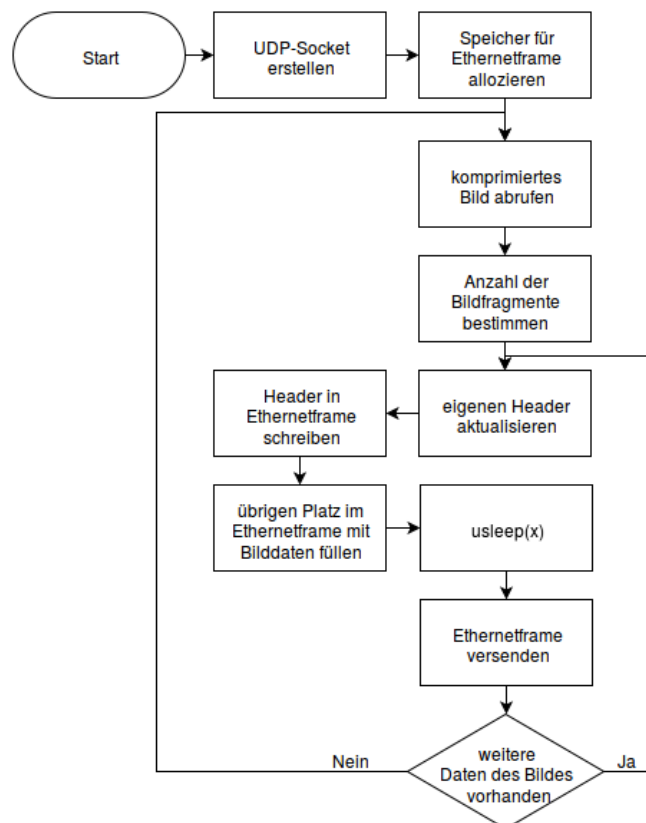 Start
UDP-Socket
erstellen
Speicher für
Ethernetframe
allozieren
komprimiertes
Bild abrufen
Anzahl der
Bildfragmente
bestimmen
eigenen Header
aktualisieren
Header in
Ethernetframe
schreiben
übrigen Platz im
Ethernetframe mit
Bilddaten füllen
usleep(x)
Ethernetframe
versenden
weitere
Daten des Bildes
vorhanden
Nein
Ja